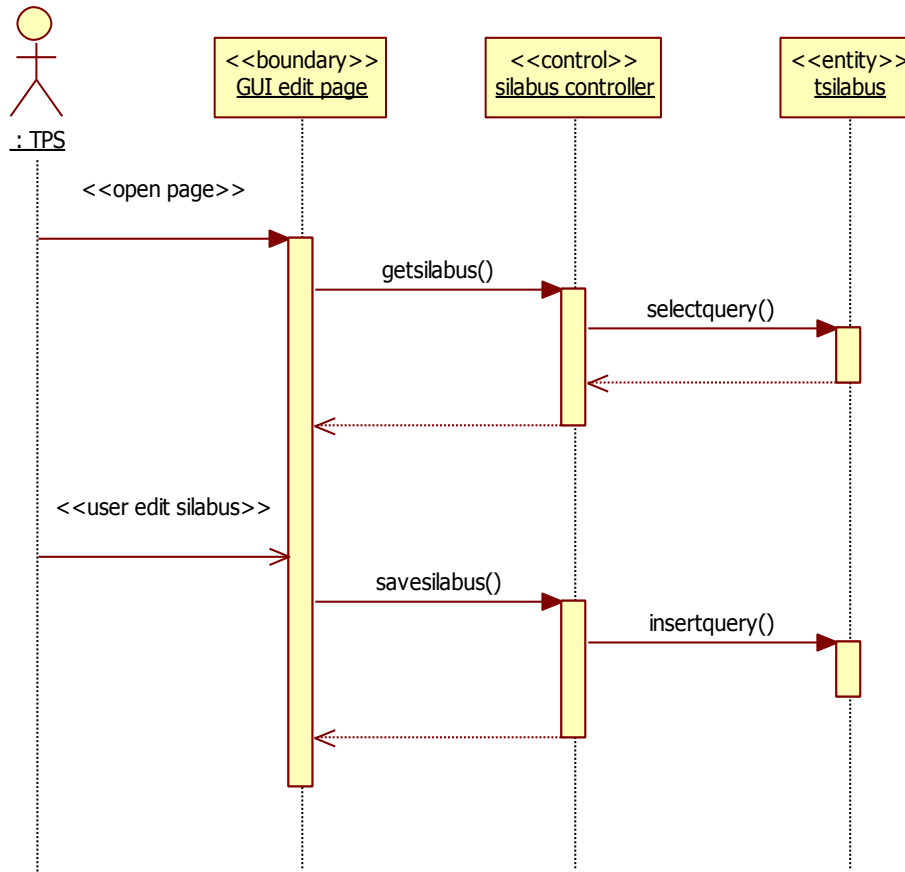 <<boundary>>
GUI edit page
<<control>>
silabus controller
<<entity>>
tsilabus
: TPS
<<open page>>
getsilabus()
selectquery()
<<user edit silabus>>
savesilabus()
insertquery()